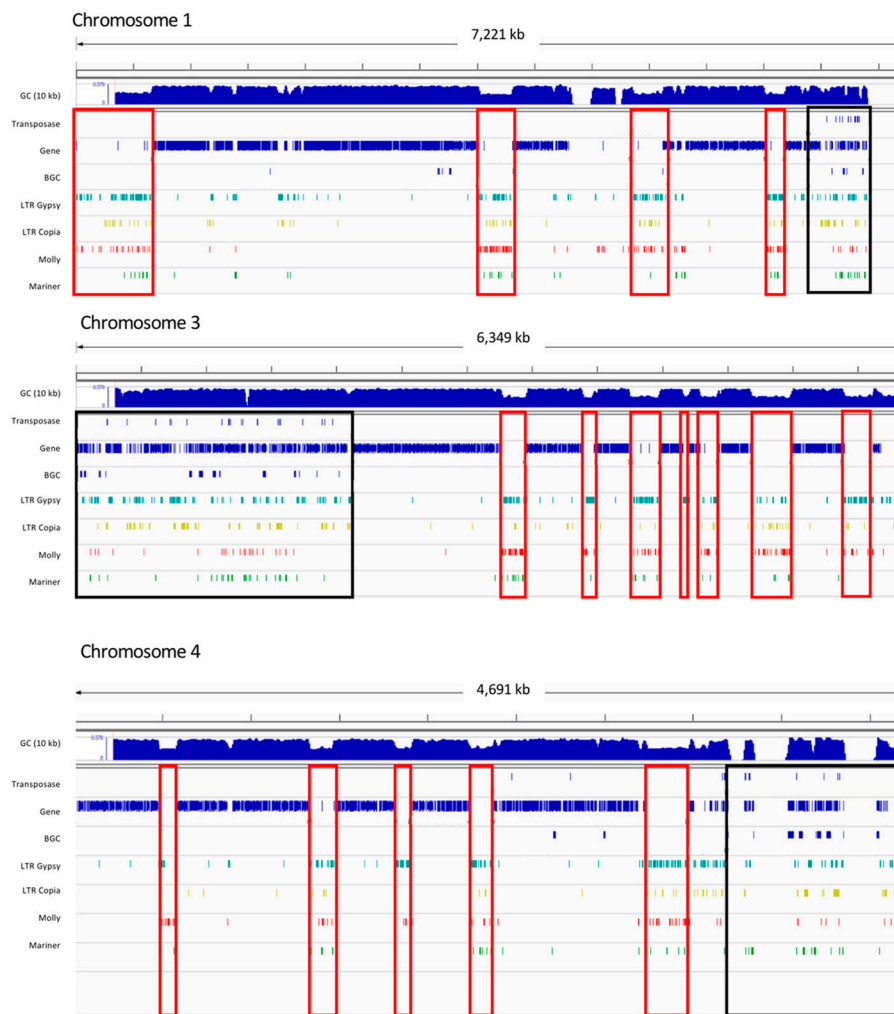 Chromosome 1
7,221 kb
GC (10 kb)
Transposase
Gene
BGC
LTR Gypsy
LTR Copia
Molly
Mariner
Chromosome 3
6,349 kb
GC (10 kb)
Transposase
Gene
BGC
LTR Gypsy
LTR Copia
Molly
Mariner
Chromosome 4
4,691 kb
GC (10 kb)
Transposase
Gene
BGC
LTR Gypsy
LTR Copia
Molly
Mariner